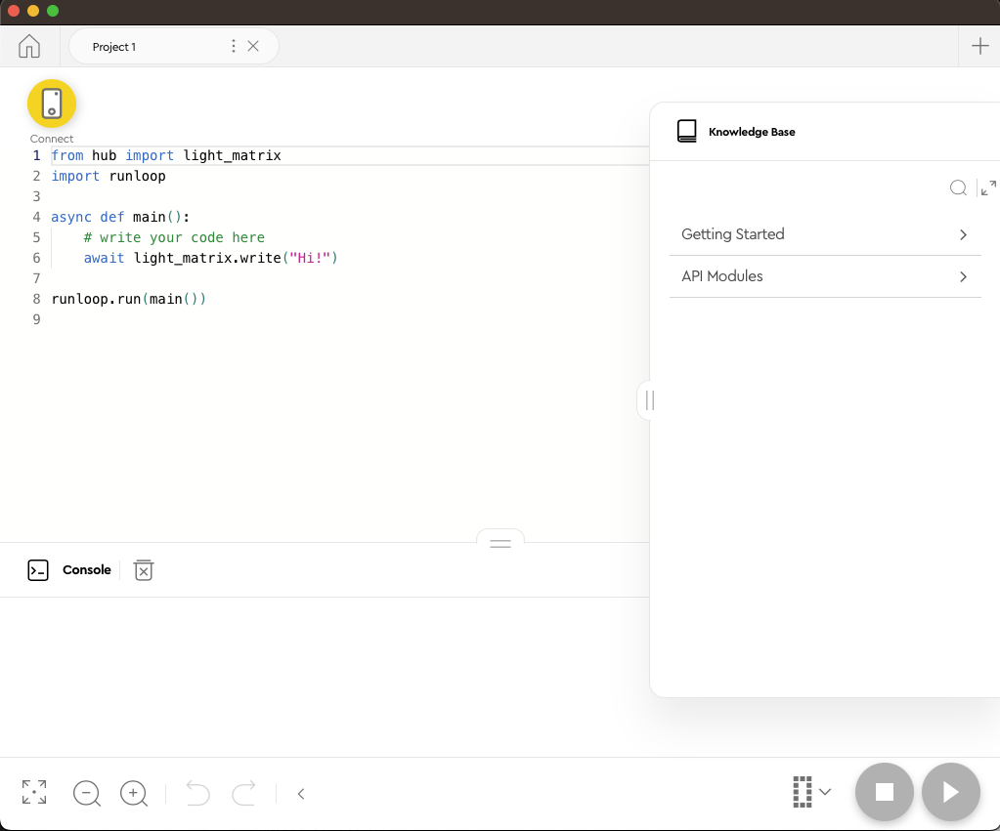 Project 1
Connect
1 from hub import light_matrix
2 import runloop
3
4 async def main():
5     # write your code here
6     await light_matrix.write("Hi!")
7
8 runloop.run(main())
9
Knowledge Base
Getting Started
API Modules
Console